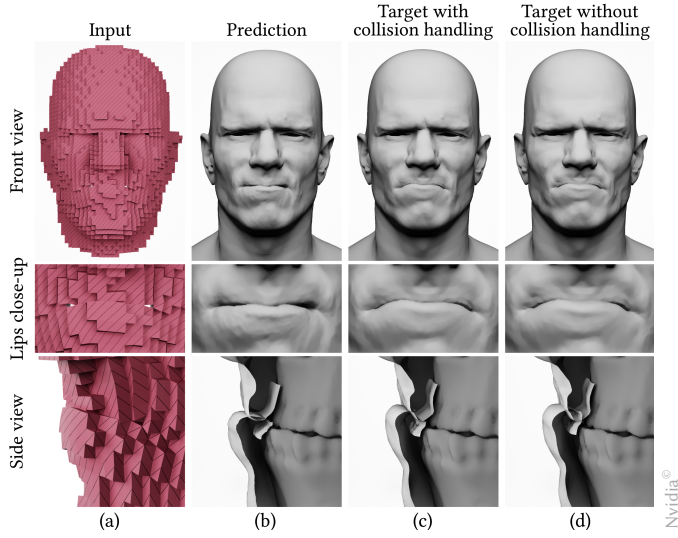 Input
Prediction
Target with
collision handling
Target without
collision handling
Front view
Lips close-up
Side view
(a)
(b)
(c)
(d)
Nvidia©